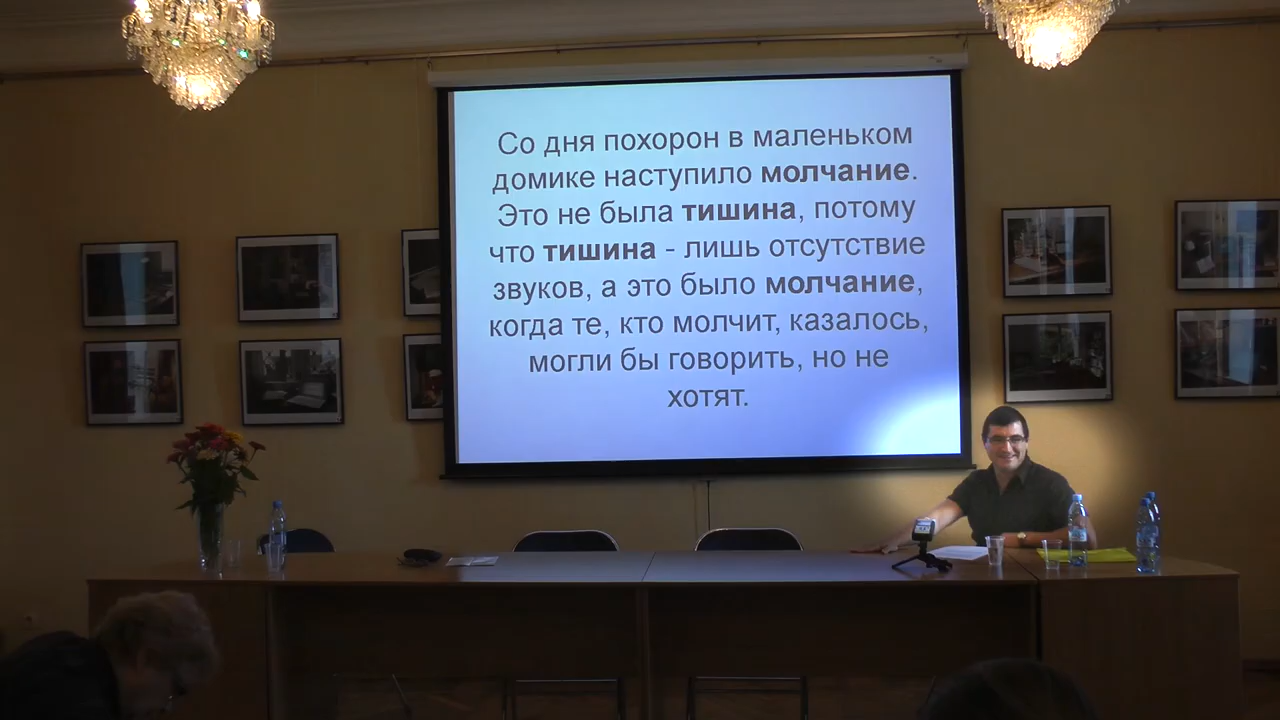 Со дня похорон в маленьком
домике наступило молчание.
Это не была тишина, потому
что тишина - лишь отсутствие
звуков, а это было молчание,
когда те, кто молчит, казалось,
могли бы говорить, но не
хотят.